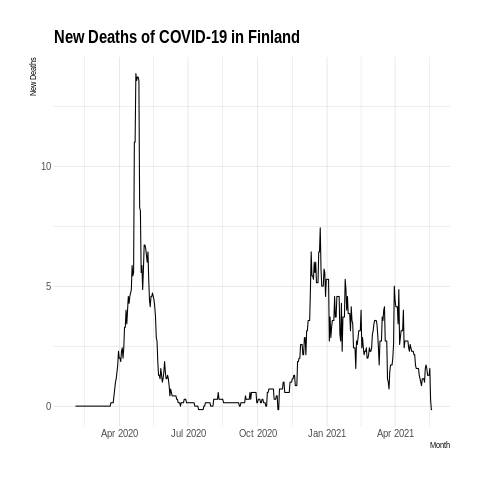 New Deaths of COVID-19 in Finland
New Deaths
10
5
0
Apr 2020 Jul 2020 Oct 2020 Jan 2021 Apr 2021
Month